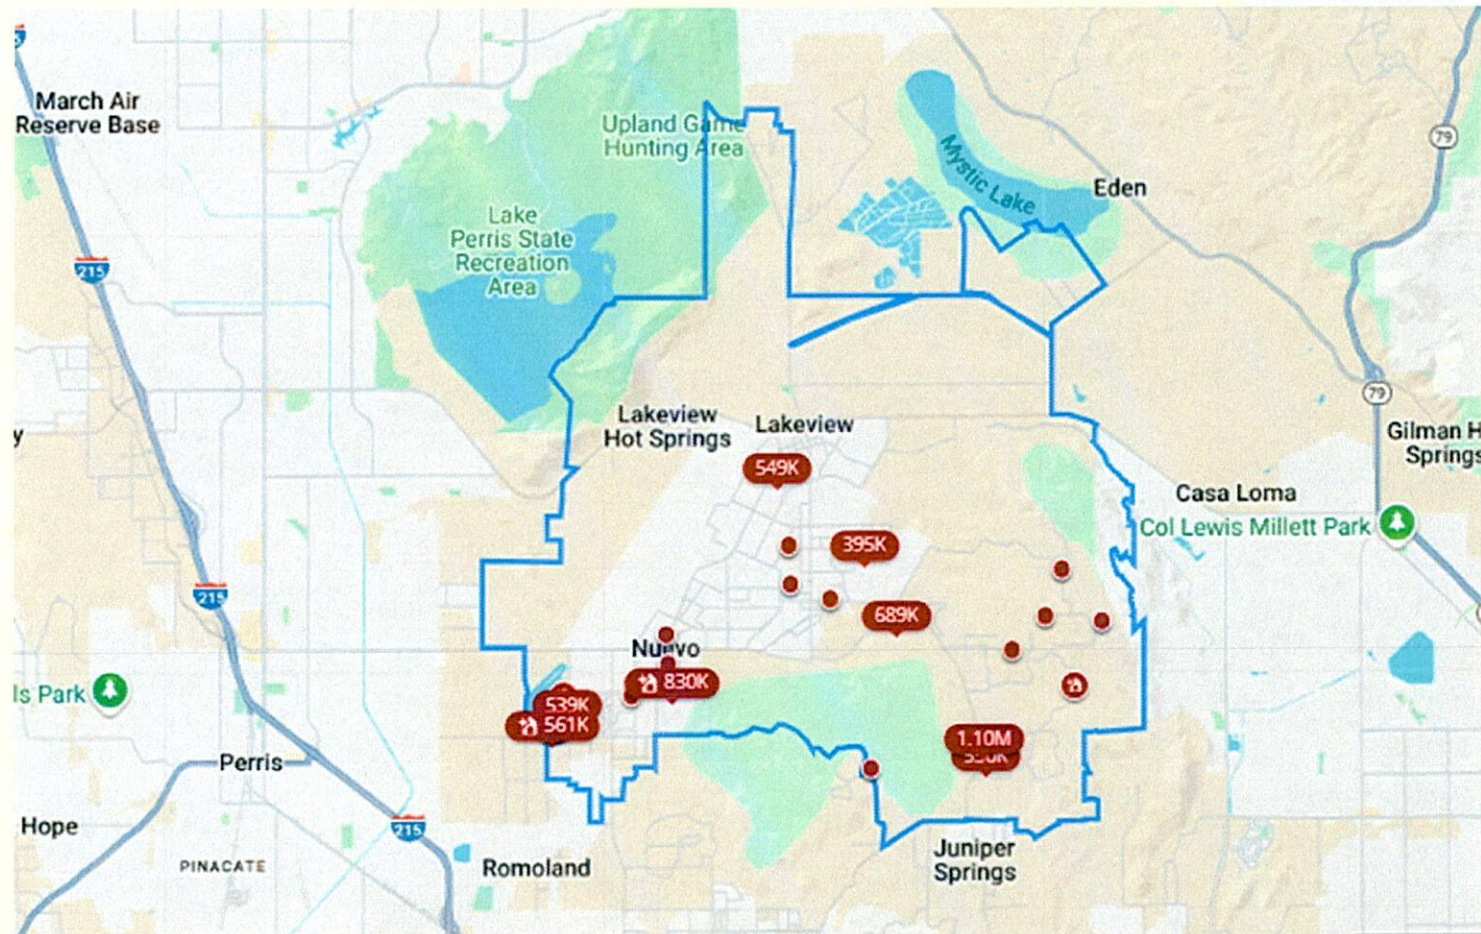 March Air
Reserve Base
Upland Game
Hunting Area
79
Mystic Lake
Eden
Lake
Perris State
Recreation
Area
215
79
Lakeview
Hot Springs
Lakeview
Gilman H
Springs
y
549K
Casa Loma
Col Lewis Millett Park
395K
215
689K
Nuevo
830K
ls Park
539K
561K
1.10M
Perris
Hope
215
PINACATE
Romoland
Juniper
Springs